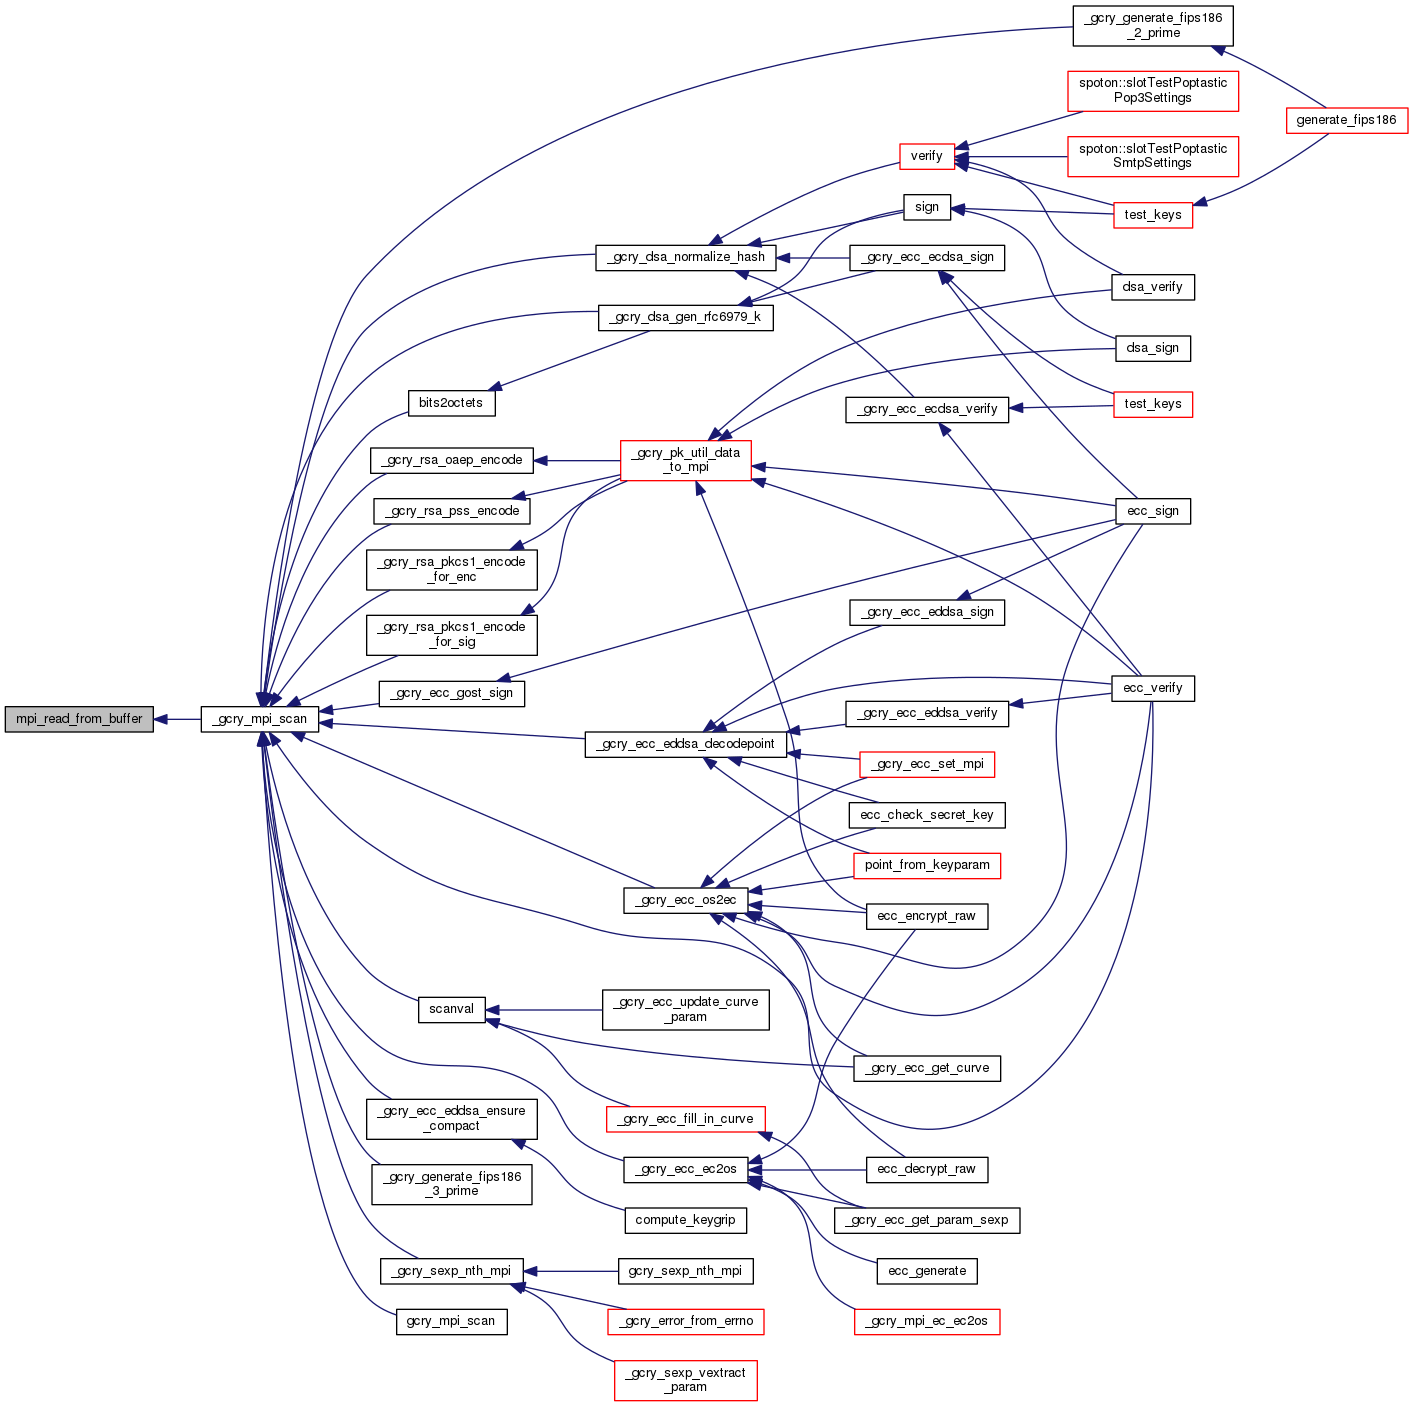 _gcry_generate_fips186
_2_prime
spoton::slotTestPoptastic
Pop3Settings
generate_fips186
verify
spoton::slotTestPoptastic
SmtpSettings
sign
test_keys
_gcry_dsa_normalize_hash
_gcry_ecc_ecdsa_sign
dsa_verify
_gcry_dsa_gen_rfc6979_k
dsa_sign
bits2octets
_gcry_ecc_ecdsa_verify
test_keys
_gcry_rsa_oaep_encode
_gcry_pk_util_data
_to_mpi
_gcry_rsa_pss_encode
ecc_sign
_gcry_rsa_pkcs1_encode
_for_enc
_gcry_ecc_eddsa_sign
_gcry_rsa_pkcs1_encode
_for_sig
_gcry_ecc_gost_sign
ecc_verify
mpi_read_from_buffer
_gcry_mpi_scan
_gcry_ecc_eddsa_verify
_gcry_ecc_eddsa_decodepoint
_gcry_ecc_set_mpi
ecc_check_secret_key
point_from_keyparam
_gcry_ecc_os2ec
ecc_encrypt_raw
scanval
_gcry_ecc_update_curve
_param
_gcry_ecc_get_curve
_gcry_ecc_eddsa_ensure
_compact
_gcry_ecc_fill_in_curve
_gcry_ecc_ec2os
ecc_decrypt_raw
_gcry_generate_fips186
_3_prime
compute_keygrip
_gcry_ecc_get_param_sexp
_gcry_sexp_nth_mpi
gcry_sexp_nth_mpi
ecc_generate
gcry_mpi_scan
_gcry_error_from_errno
_gcry_mpi_ec_ec2os
_gcry_sexp_vextract
_param